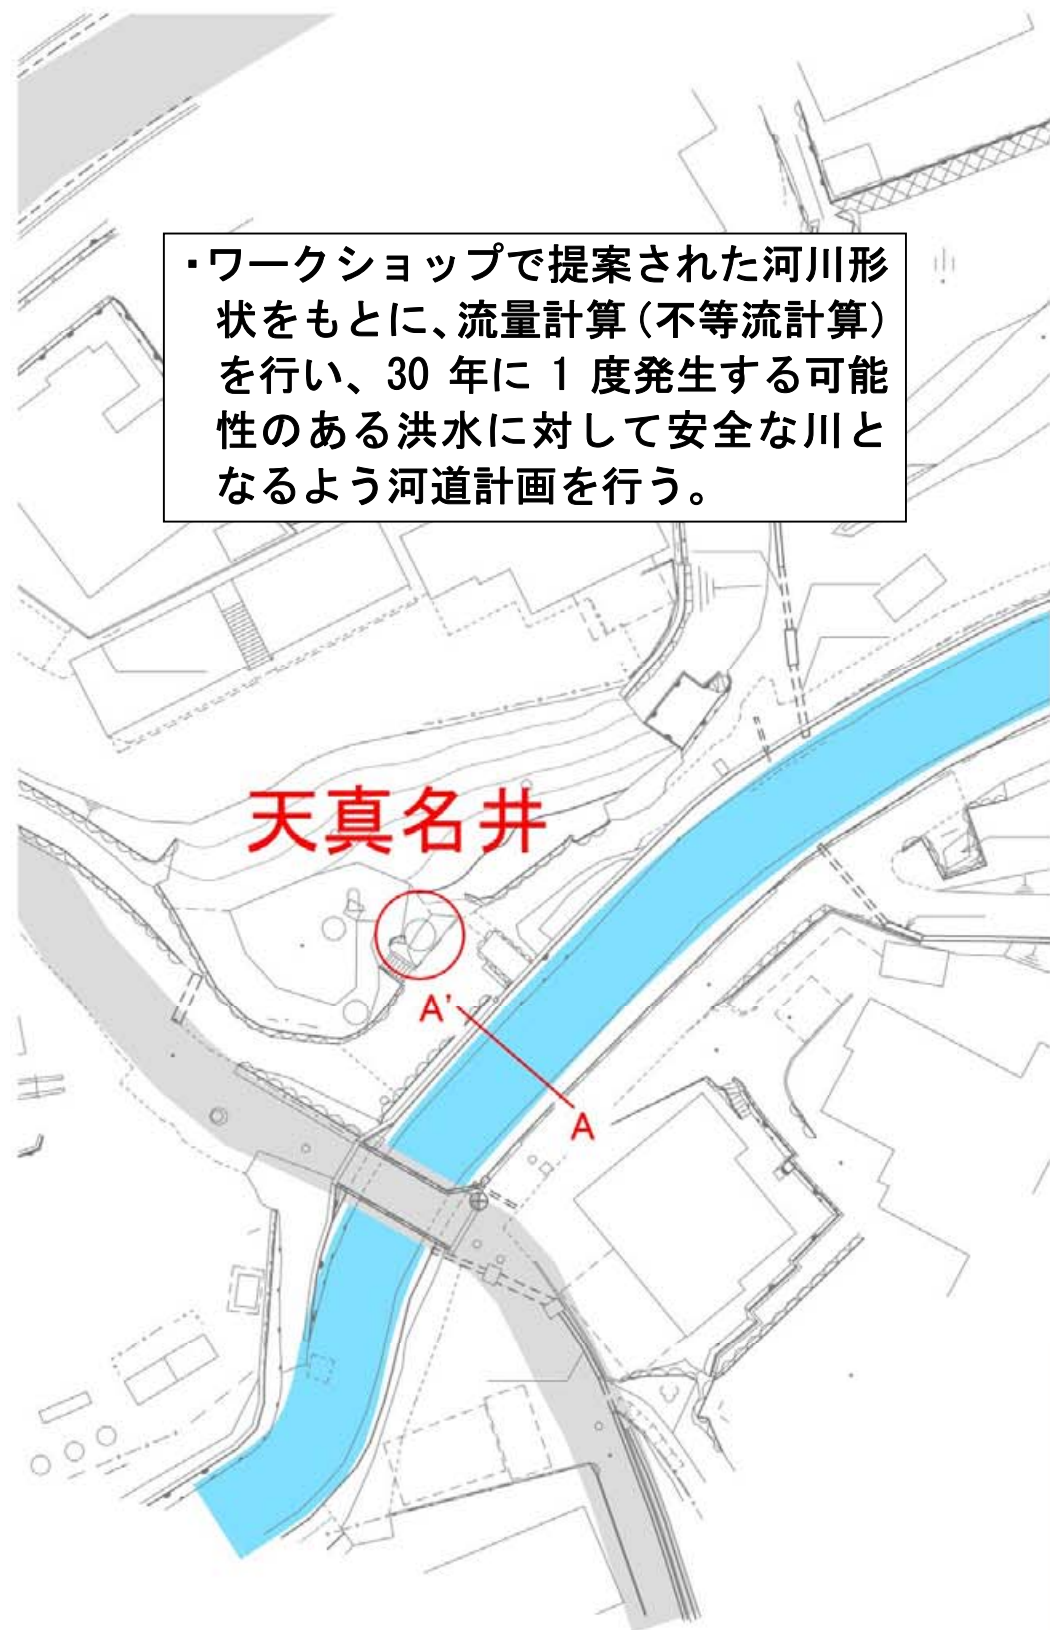 ・ワークショップで提案された河川形
状をもとに、流量計算(不等流計算)
を行い、30 年に 1 度発生する可能
性のある洪水に対して安全な川と
なるよう河道計画を行う。
天真名井
A'
A